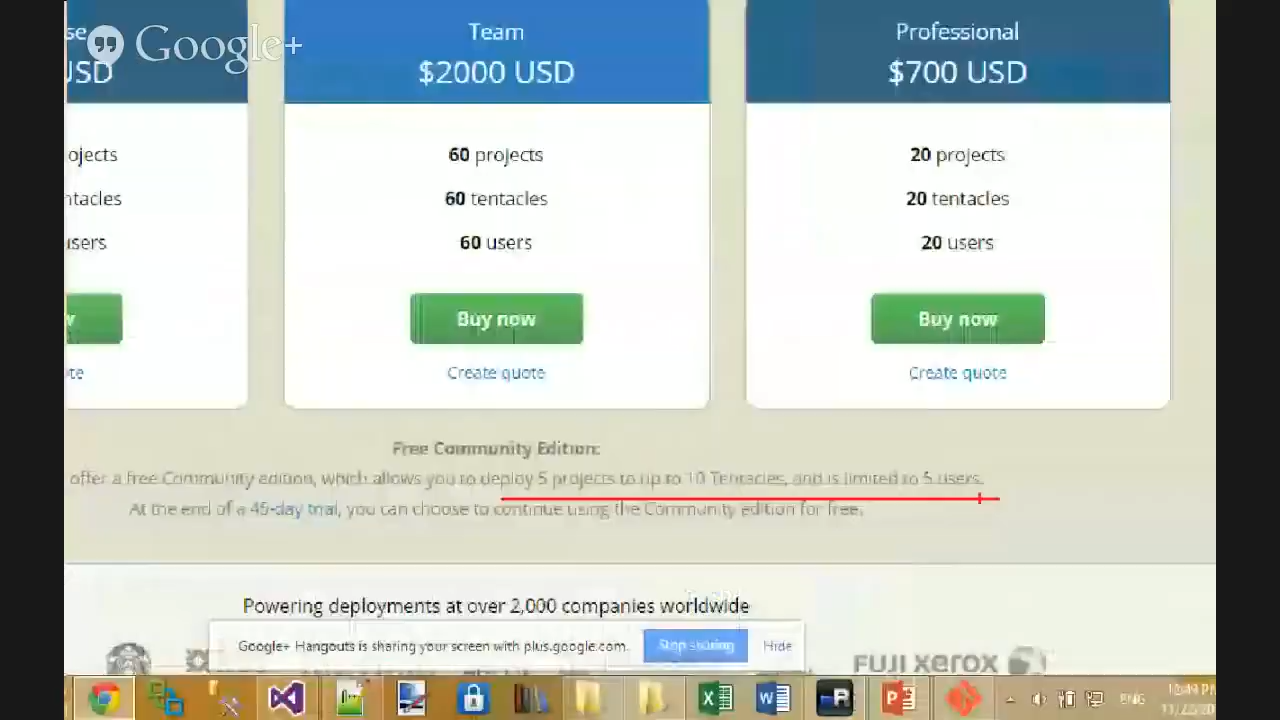 se
Google+
USD
Team
$2000 USD
Professional
$700 USD
ojects
60 projects
20 projects
ntacles
60 tentacles
20 tentacles
users
60 users
20 users
w
Buy now
Buy now
te
Create quote
Create quote
Free Community Edition:
offer a free Community edition, which allows you to deploy 5 projects to up to 10 Tentacles, and is limited to 5 users.
At the end of a 45-day trial, you can choose to continue using the Community edition for free.
Powering deployments at over 2,000 companies worldwide
Google+ Hangouts is sharing your screen with plus.google.com.
Stop sharing
Hide
FUJI xerox
ENG